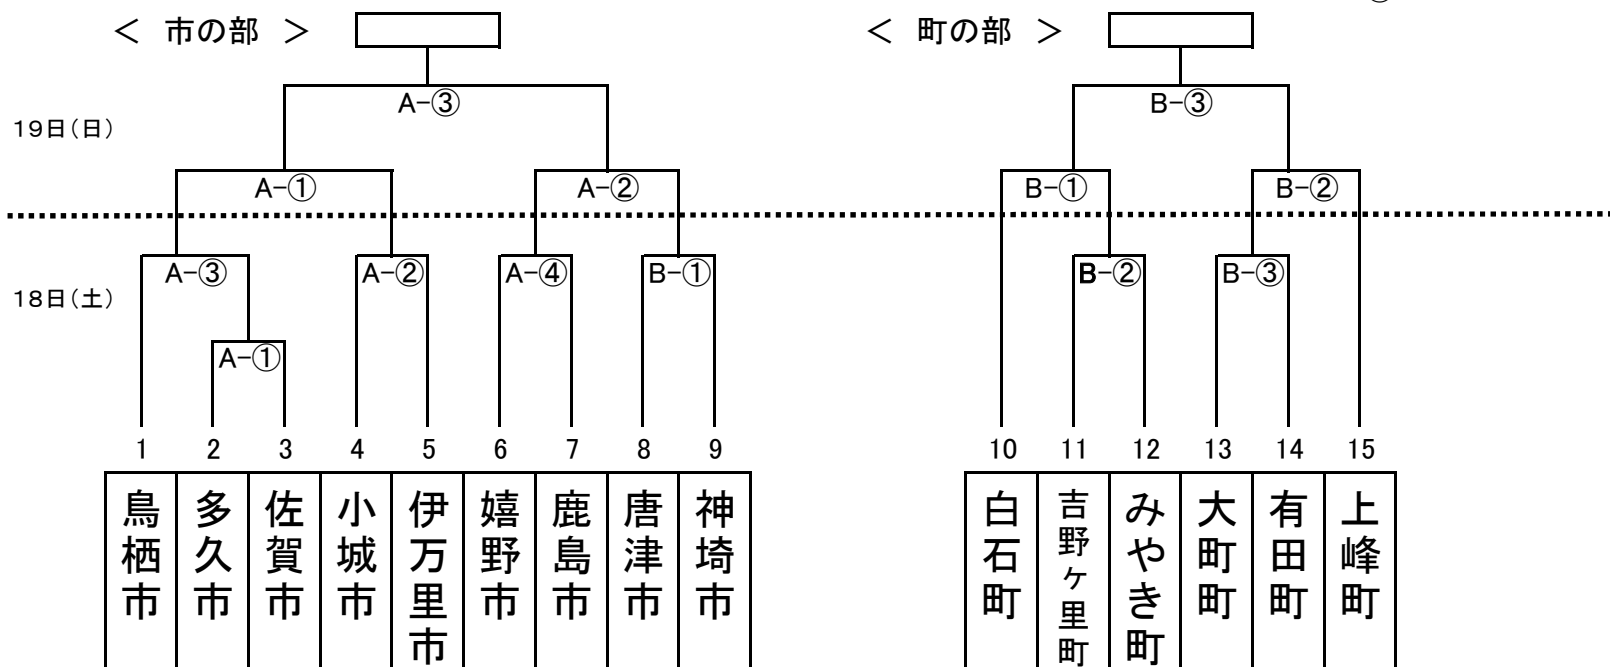 ＜ 市の部 ＞
＜ 町の部 ＞
A-③
B-③
19日(日)
A-①
A-②
B-①
B-②
A-③
A-②
A-④
B-①
B-②
B-③
18日(土)
A-①
1 2 3 4 5 6 7 8 9
10 11 12 13 14 15
鳥栖市
多久市
佐賀市
小城市
伊万里市
嬉野市
鹿島市
唐津市
神埼市
白石町
吉野ヶ里町
みやき町
大町町
有田町
上峰町